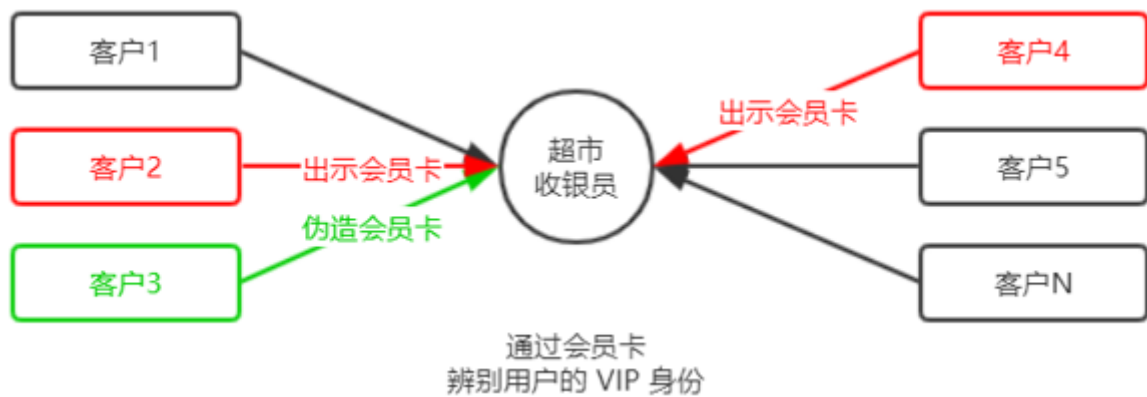 客户1
客户2
客户3
出示会员卡
伪造会员卡
超市
收银员
出示会员卡
客户4
客户5
客户N
通过会员卡
辨别用户的 VIP 身份